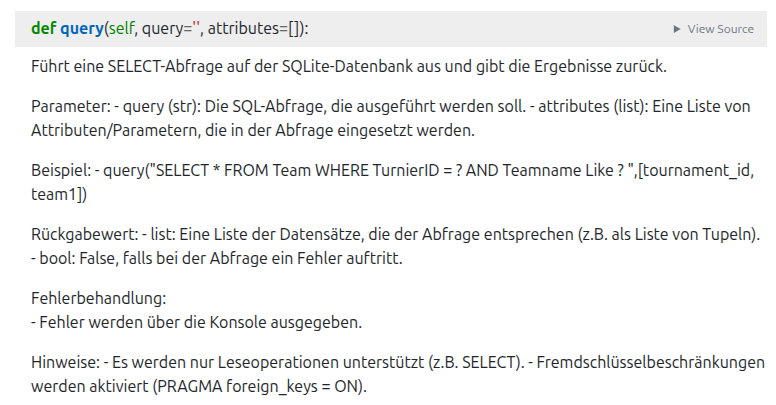 def query(self, query='', attributes=[]):
▶ View Source
Führt eine SELECT-Abfrage auf der SQLite-Datenbank aus und gibt die Ergebnisse zurück.
Parameter: - query (str): Die SQL-Abfrage, die ausgeführt werden soll. - attributes (list): Eine Liste von
Attributen/Parametern, die in der Abfrage eingesetzt werden.
Beispiel: - query("SELECT * FROM Team WHERE TurnierID = ? AND Teamname Like ? ",[tournament_id,
team1])
Rückgabewert: - list: Eine Liste der Datensätze, die der Abfrage entsprechen (z.B. als Liste von Tupeln).
- bool: False, falls bei der Abfrage ein Fehler auftritt.
Fehlerbehandlung:
- Fehler werden über die Konsole ausgegeben.
Hinweise: - Es werden nur Leseoperationen unterstützt (z.B. SELECT). - Fremdschlüsselbeschränkungen
werden aktiviert (PRAGMA foreign_keys = ON).